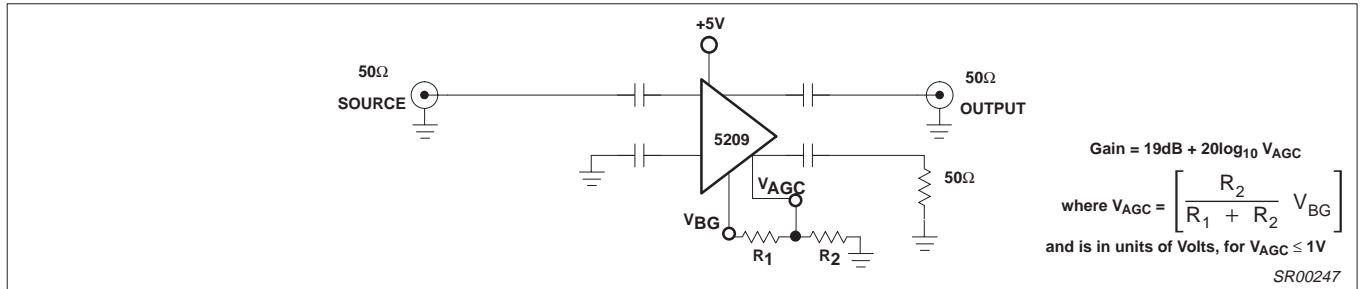 +5V
50Ω
SOURCE
50Ω
OUTPUT
5209
50Ω
VAGC
VBG
R1
R2
Gain = 19dB + 20log10 VAGC
where VAGC = [ R2 / (R1 + R2) VBG ]
and is in units of Volts, for VAGC ≤ 1V
SR00247